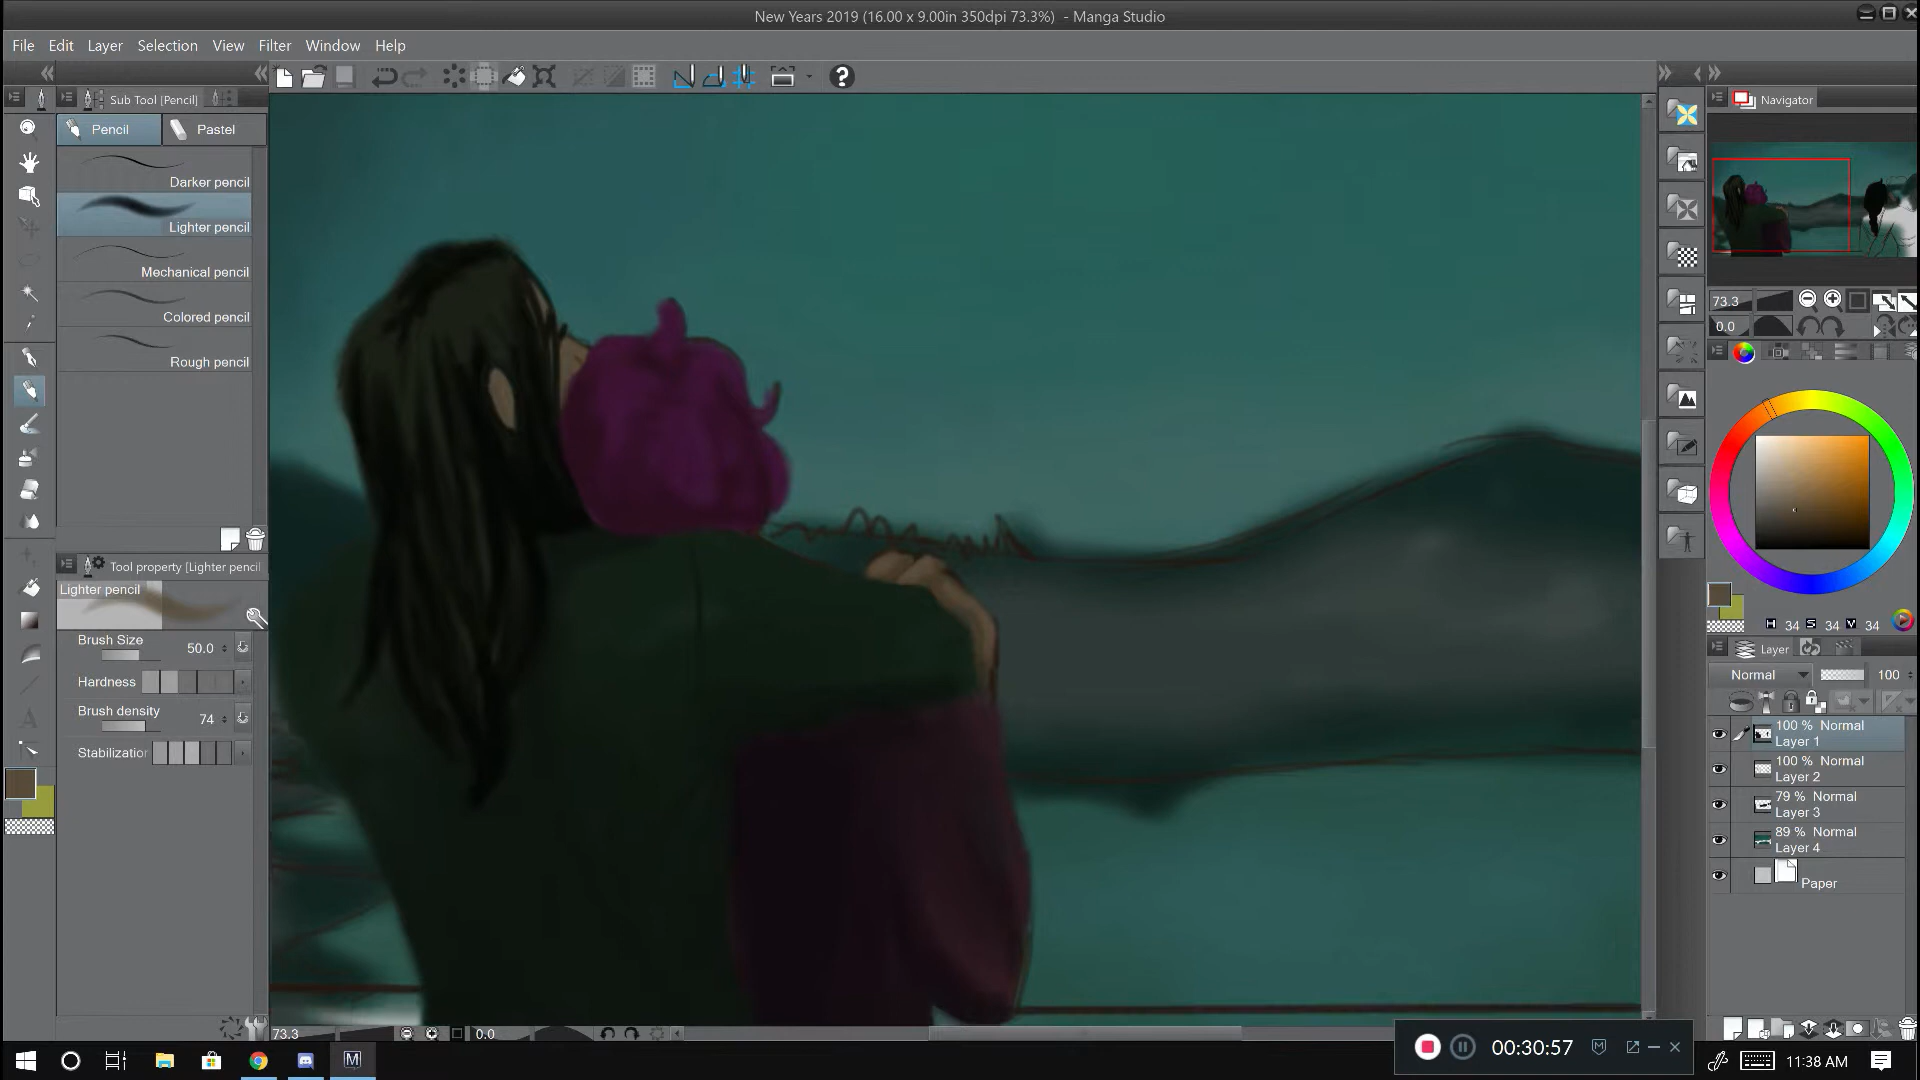 New Years 2019 (16.00 x 9.00in 350dpi 73.3%) - Manga Studio
File Edit Layer Selection View Filter Window Help
Sub Tool [Pencil]
Navigator
Pencil Pastel
Darker pencil
Lighter pencil
Mechanical pencil
Colored pencil
Rough pencil
73.3
0.0
Tool property [Lighter pencil
Lighter pencil
Brush Size 50.0
Hardness
Brush density 74
Stabilization
H 34 S 34 V 34
Layer
Normal 100
100 % Normal
Layer 1
100 % Normal
Layer 2
79 % Normal
Layer 3
89 % Normal
Layer 4
Paper
73.3 0.0
00:30:57
11:38 AM